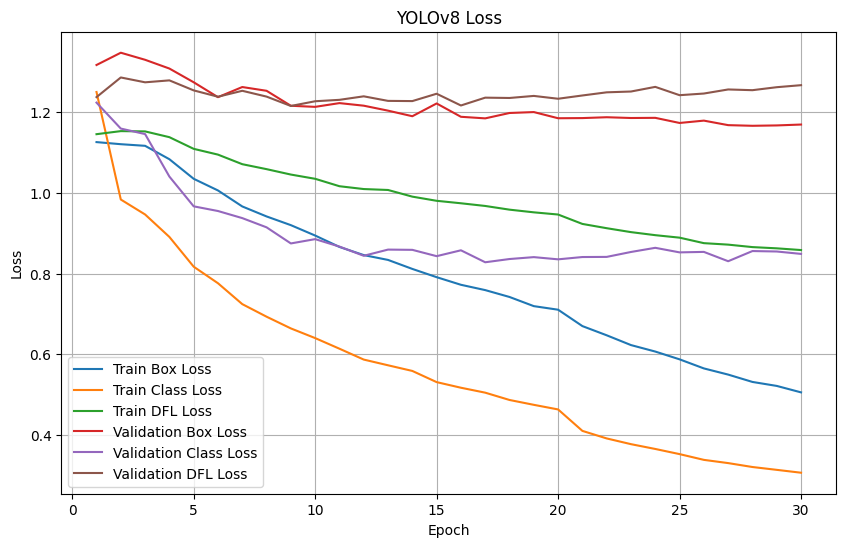 YOLOv8 Loss
Loss
1.2
1.0
0.8
0.6
0.4
Train Box Loss
Train Class Loss
Train DFL Loss
Validation Box Loss
Validation Class Loss
Validation DFL Loss
0 5 10 15 20 25 30
Epoch